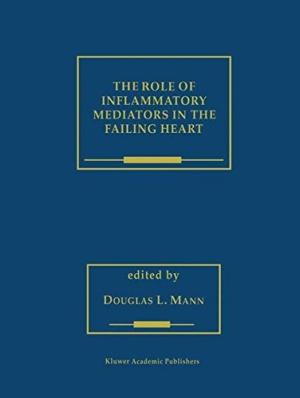 THE ROLE OF
INFLAMMATORY
MEDIATORS IN THE
FAILING HEART
edited by
DOUGLAS L. MANN
Kluwer Academic Publishers